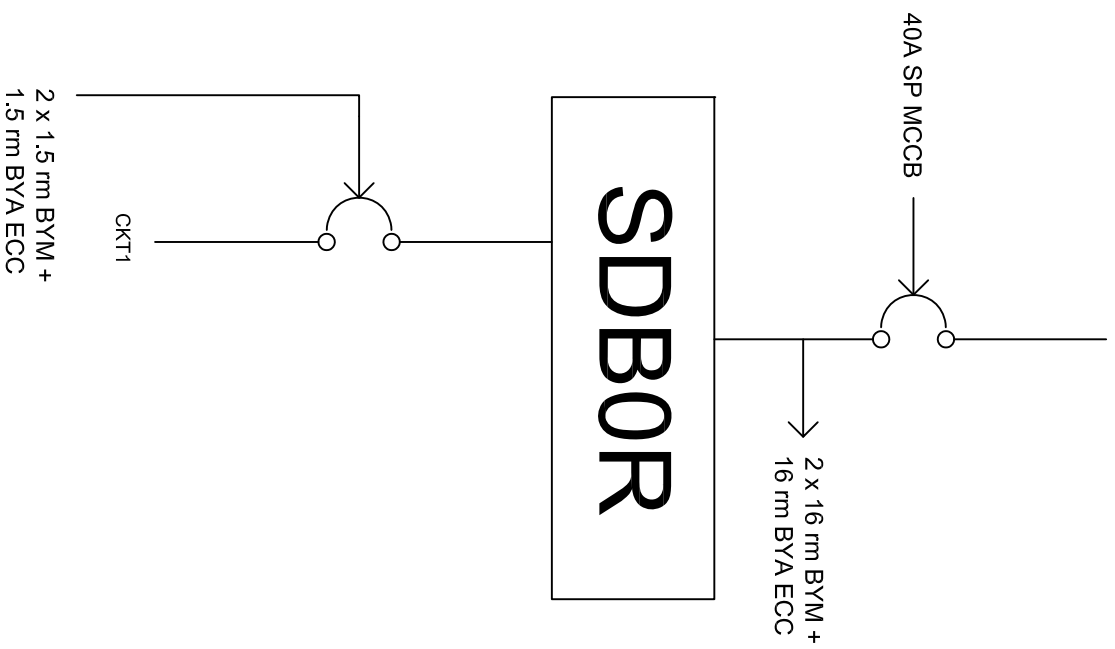 40A SP MCCB
2 x 16 rm BYM +
16 rm BYA ECC
SDB0R
CKT1
2 x 1.5 rm BYM +
1.5 rm BYA ECC